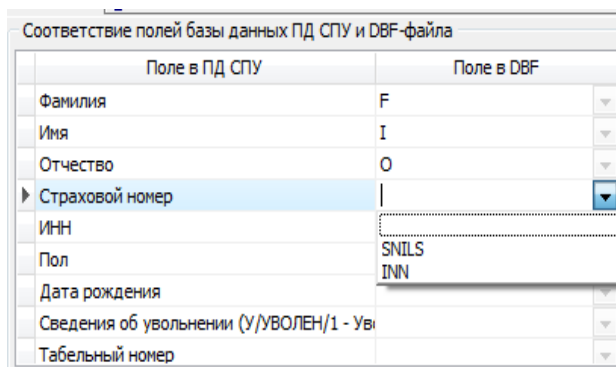 Соответствие полей базы данных ПД СПУ и DBF-файла
Поле в ПД СПУ Поле в DBF
Фамилия F
Имя I
Отчество O
Страховой номер
ИНН
SNILS
Пол
INN
Дата рождения
Сведения об увольнении (У/УВОЛЕН/1 - Уво
Табельный номер